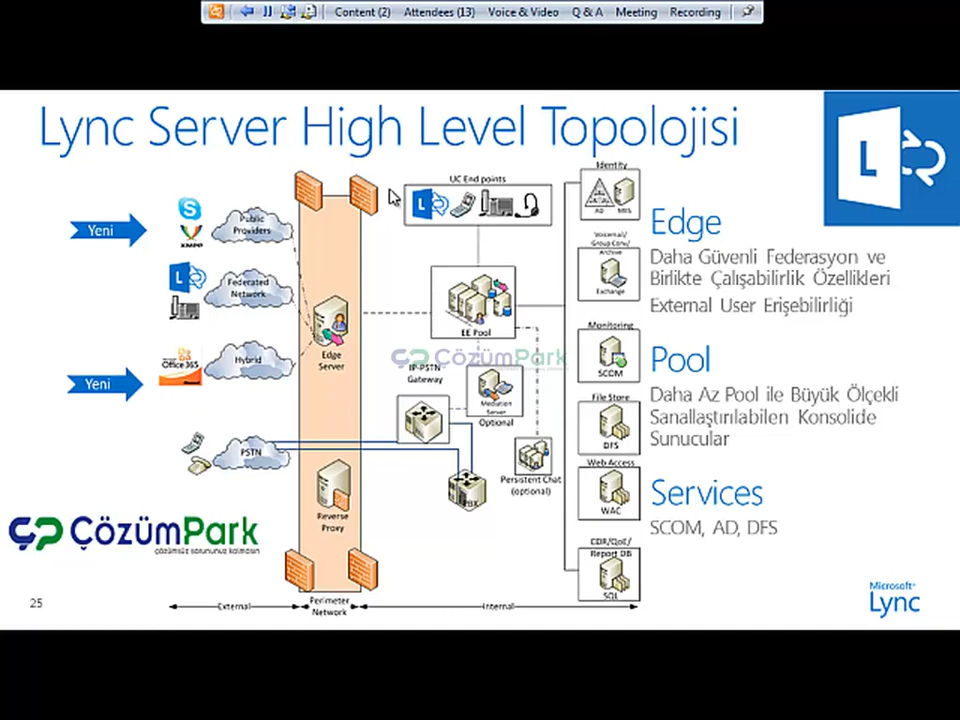 Content (2) Attendees (13) Voice & Video Q & A Meeting Recording
Lync Server High Level Topolojisi
L
Yeni
Public
Providers
Federated
Network
Office 365
Hybrid
Yeni
PSTN
Edge
Server
Reverse
Proxy
UC End points
EE Pool
IP-PSTN
Gateway
Mediation
Server
Optional
PBX
Persistent Chat
(optional)
ÇözümPark
Identity
AD
Voicemail/
Group Conv/
Archive
Exchange
Monitoring
SCOM
File Store
DFS
Web Access
WAC
CDR/QoE/
Report DB
SQL
Edge
Daha Güvenli Federasyon ve
Birlikte Çalışabilirlik Özellikleri
External User Erişebilirliği
Pool
Daha Az Pool ile Büyük Ölçekli
Sanallaştırılabilen Konsolide
Sunucular
Services
SCOM, AD, DFS
ÇözümPark
çözümsüz sorununuz kalmasın
25
External
Perimeter
Network
Internal
Microsoft®
Lync